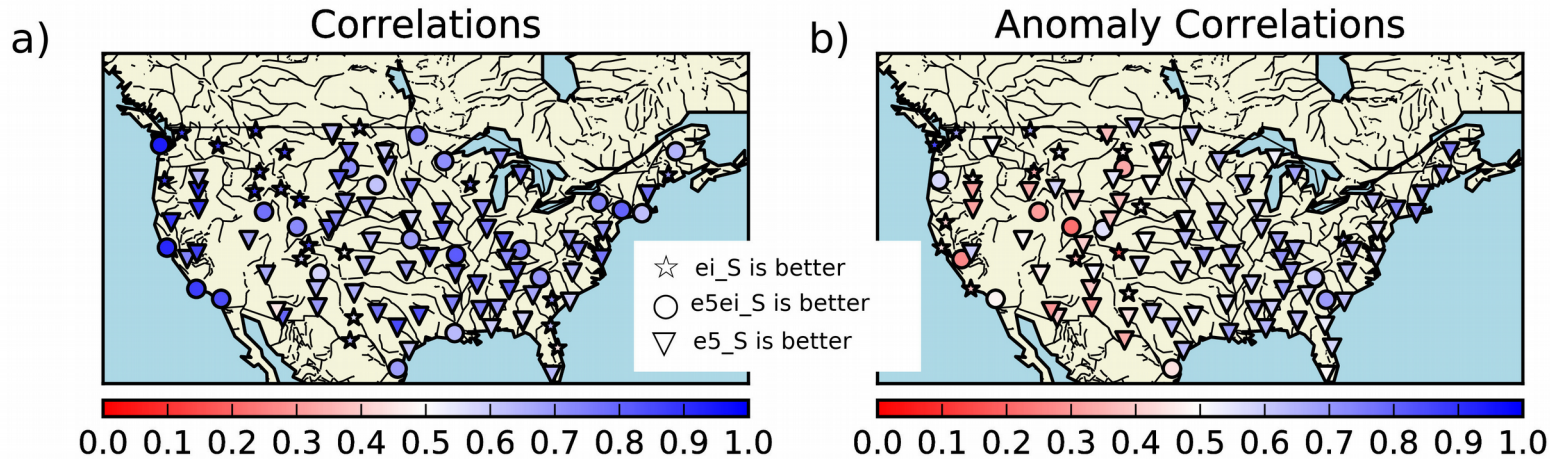 a)
Correlations
b)
Anomaly Correlations
ei_S is better
e5ei_S is better
e5_S is better
0.0 0.1 0.2 0.3 0.4 0.5 0.6 0.7 0.8 0.9 1.0
0.0 0.1 0.2 0.3 0.4 0.5 0.6 0.7 0.8 0.9 1.0